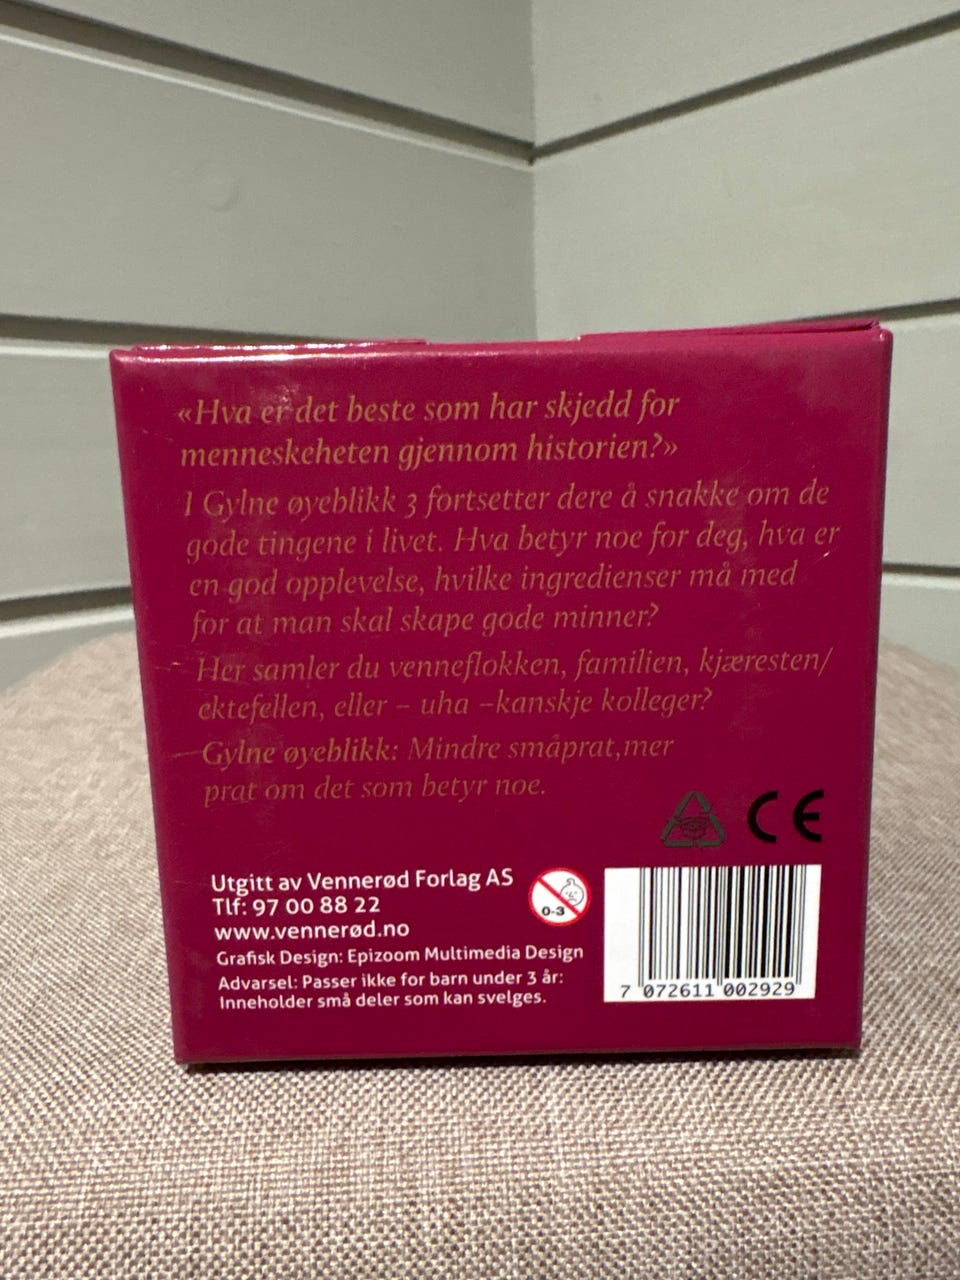 «Hva er det beste som har skjedd for
menneskeheten gjennom historien?»
I Gylne øyeblikk 3 fortsetter dere å snakke om de
gode tingene i livet. Hva betyr noe for deg, hva er
en god opplevelse, hvilke ingredienser må med
for at man skal skape gode minner?
Her samler du venneflokken, familien, kjæresten/
ektefellen, eller – uha –kanskje kolleger?
Gylne øyeblikk: Mindre småprat,mer
prat om det som betyr noe.
CE
Utgitt av Vennerød Forlag AS
Tlf: 97 00 88 22
www.vennerød.no
Grafisk Design: Epizoom Multimedia Design
Advarsel: Passer ikke for barn under 3 år:
Inneholder små deler som kan svelges.
0-3
7 072611 002929